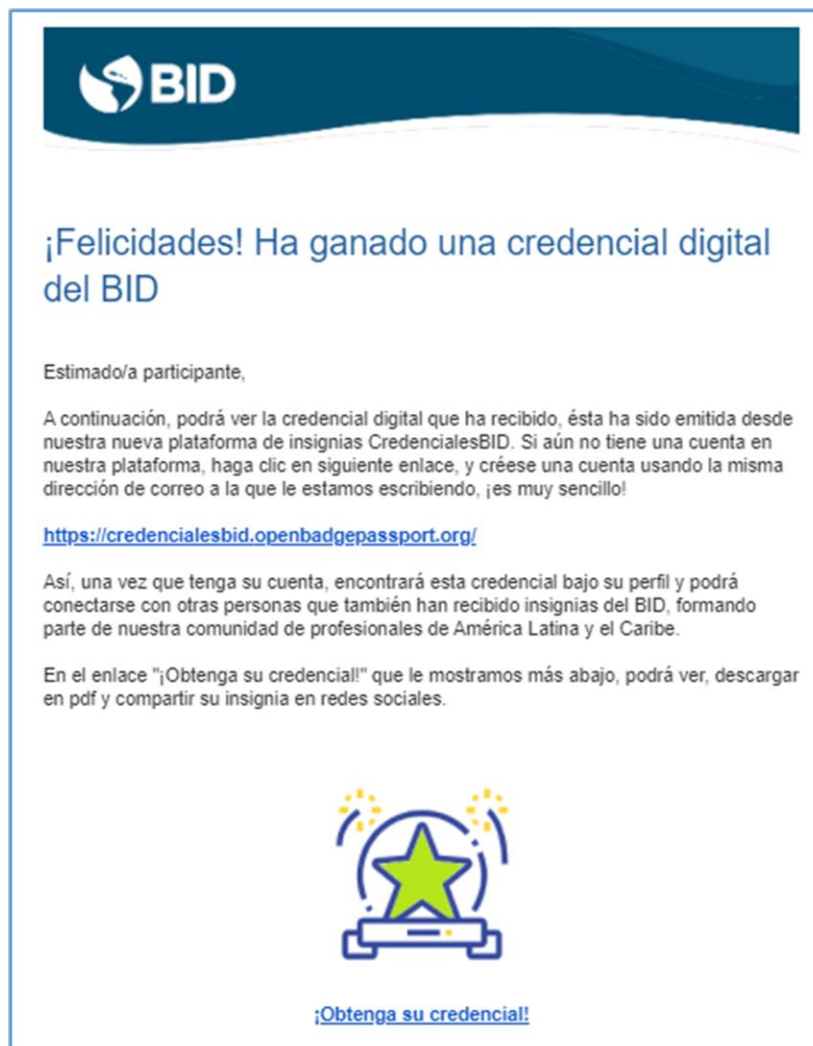 BID
¡Felicidades! Ha ganado una credencial digital
del BID
Estimado/a participante,
A continuación, podrá ver la credencial digital que ha recibido, ésta ha sido emitida desde
nuestra nueva plataforma de insignias CredencialesBID. Si aún no tiene una cuenta en
nuestra plataforma, haga clic en siguiente enlace, y créese una cuenta usando la misma
dirección de correo a la que le estamos escribiendo, ¡es muy sencillo!
https://credencialesbid.openbadgepassport.org/
Así, una vez que tenga su cuenta, encontrará esta credencial bajo su perfil y podrá
conectarse con otras personas que también han recibido insignias del BID, formando
parte de nuestra comunidad de profesionales de América Latina y el Caribe.
En el enlace "¡Obtenga su credencial!" que le mostramos más abajo, podrá ver, descargar
en pdf y compartir su insignia en redes sociales.
¡Obtenga su credencial!